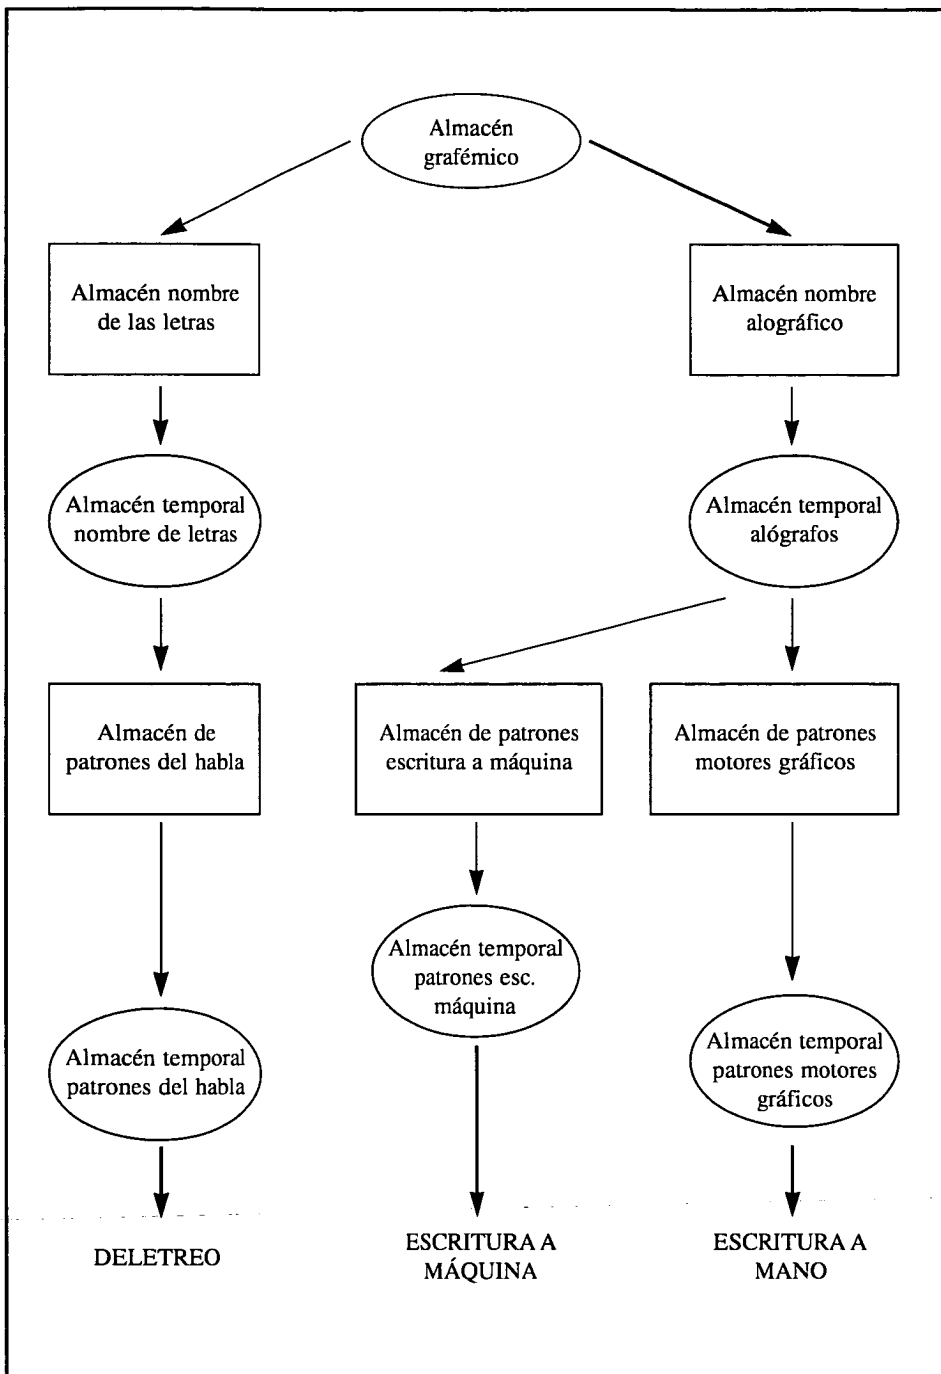 Almacén
grafémico
Almacén nombre
de las letras
Almacén nombre
alográfico
Almacén temporal
nombre de letras
Almacén temporal
alógrafos
Almacén de
patrones del habla
Almacén de patrones
escritura a máquina
Almacén de patrones
motores gráficos
Almacén temporal
patrones esc.
máquina
Almacén temporal
patrones del habla
Almacén temporal
patrones motores
gráficos
DELETREO
ESCRITURA A
MÁQUINA
ESCRITURA A
MANO